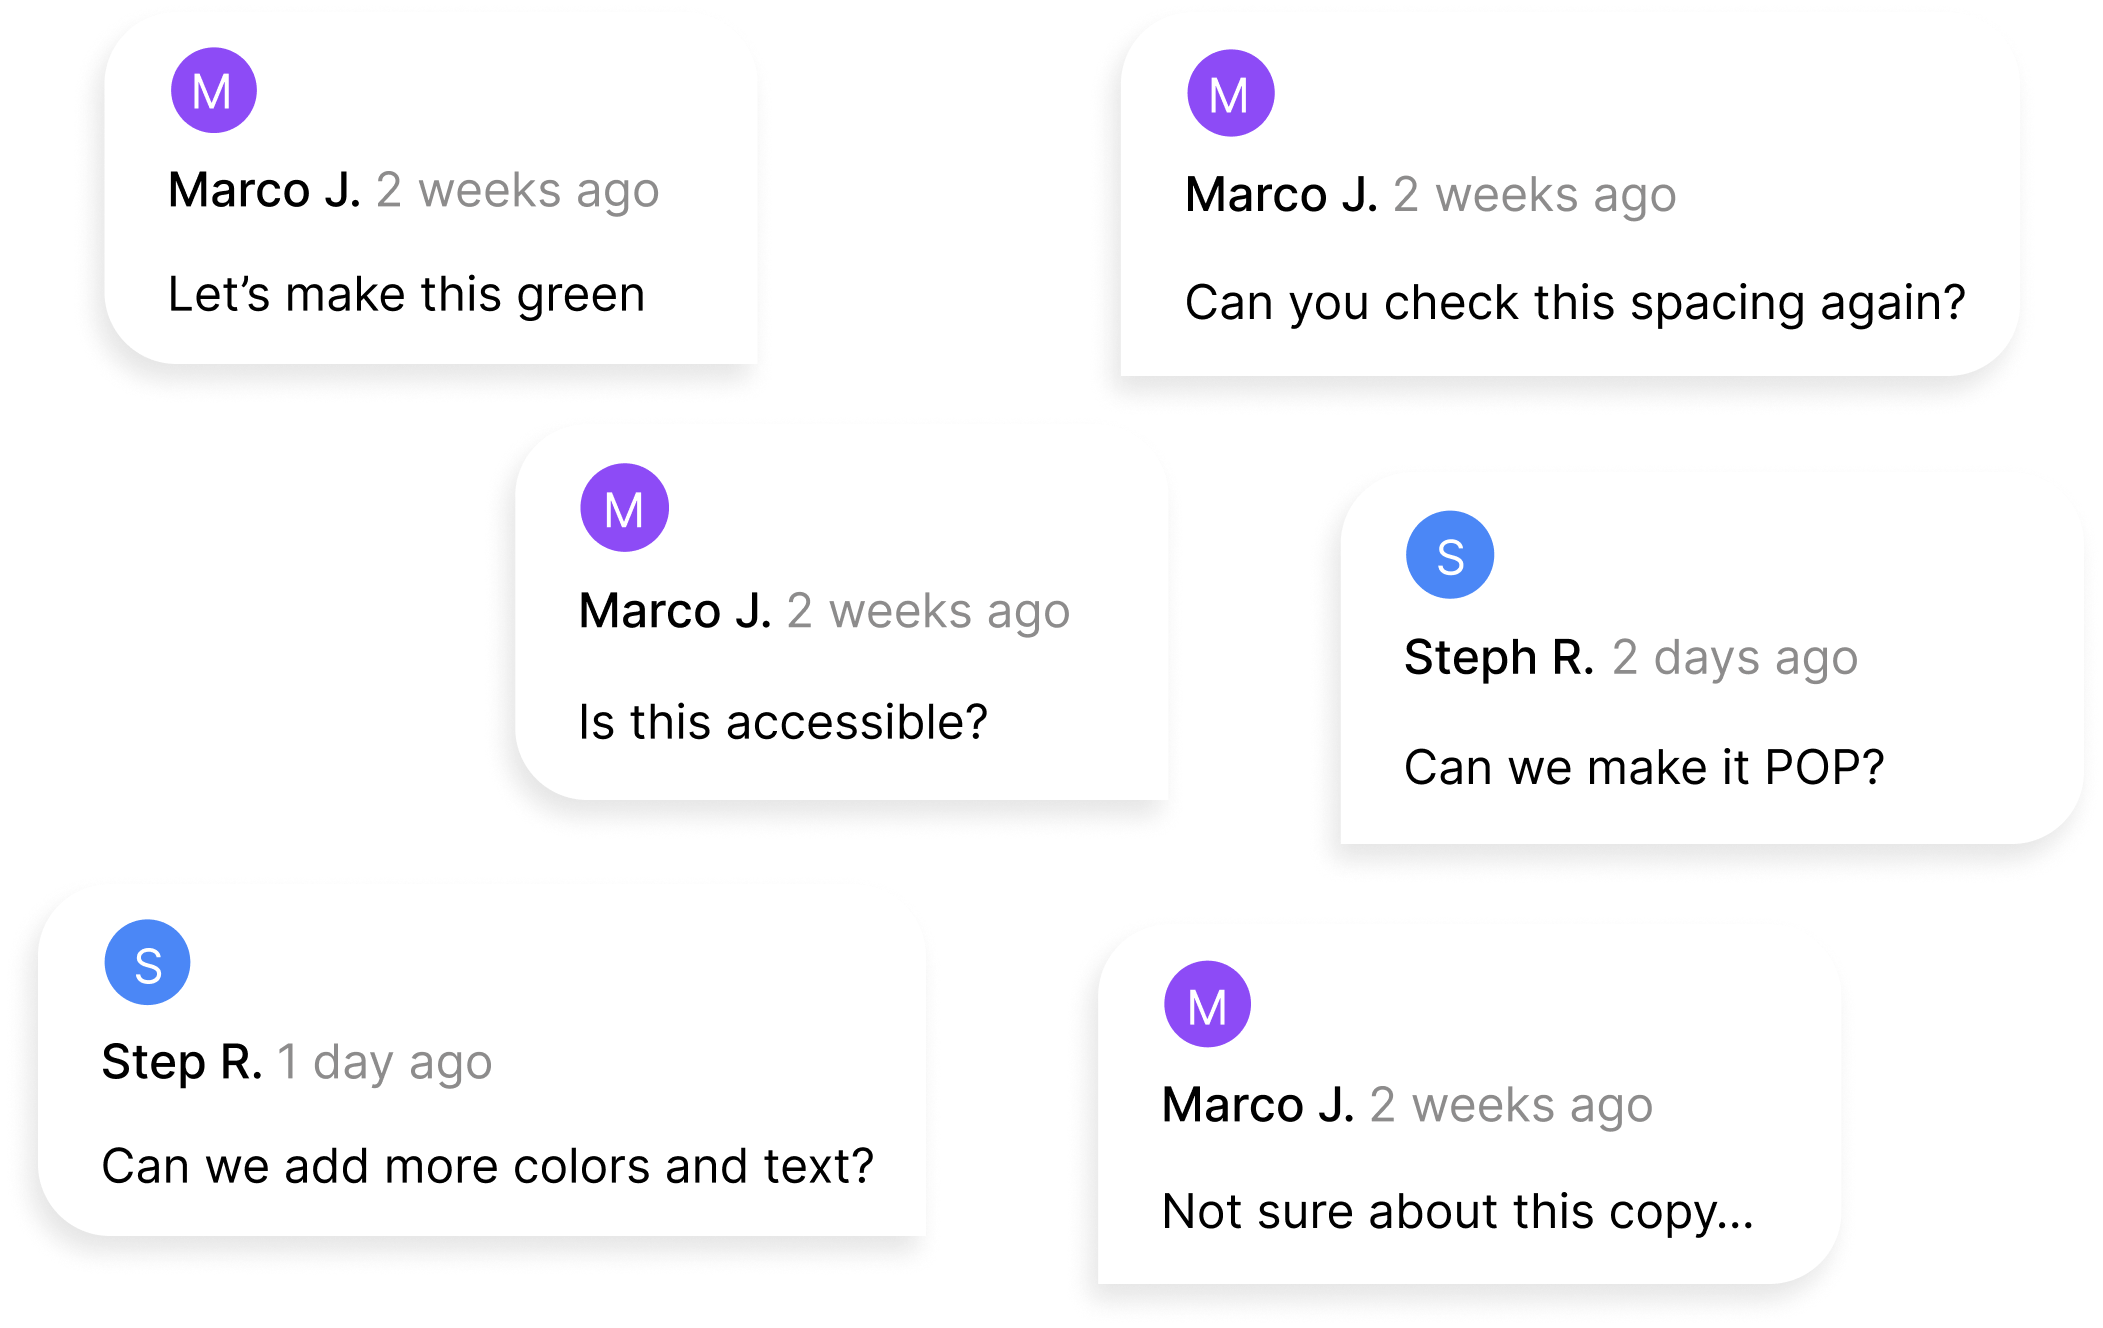 M
Marco J. 2 weeks ago
Let’s make this green
M
Marco J. 2 weeks ago
Can you check this spacing again?
M
Marco J. 2 weeks ago
Is this accessible?
S
Steph R. 2 days ago
Can we make it POP?
S
Step R. 1 day ago
Can we add more colors and text?
M
Marco J. 2 weeks ago
Not sure about this copy...